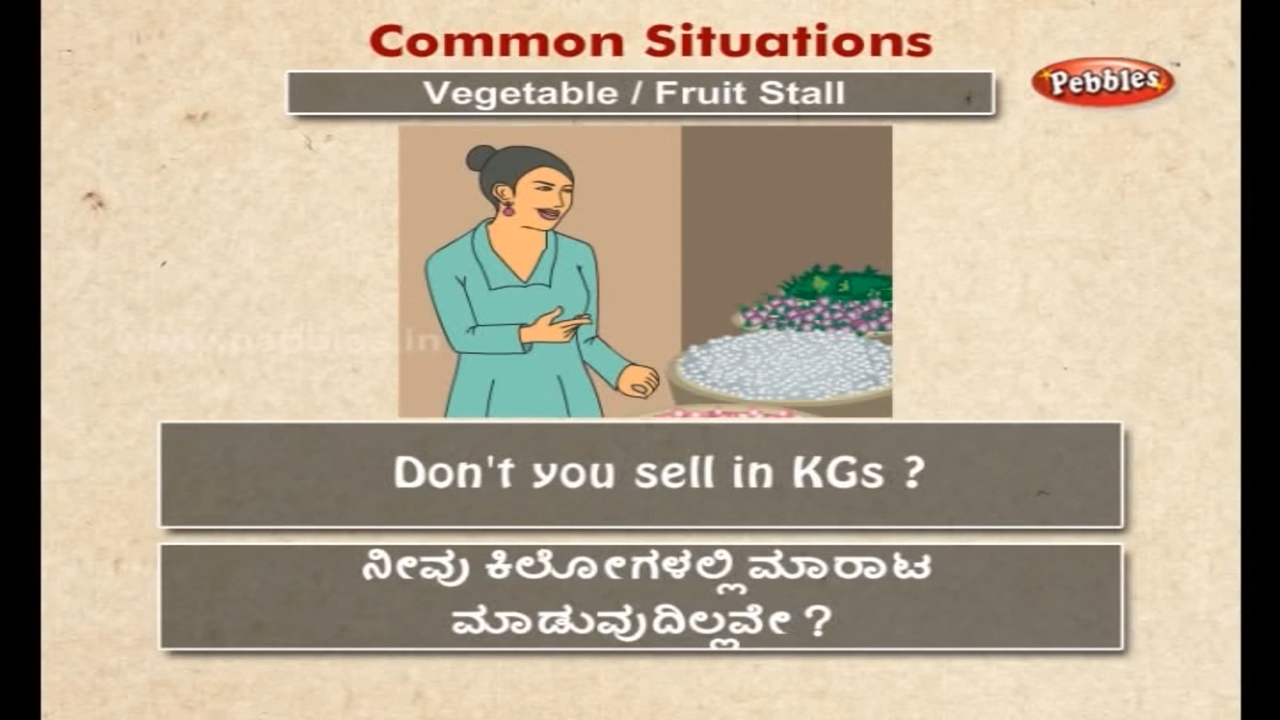 Common Situations
Vegetable / Fruit Stall
Pebbles
Don't you sell in KGs ?
ನೀವು ಕಿಲೋಗಳಲ್ಲಿ ಮಾರಾಟ
ಮಾಡುವುದಿಲ್ಲವೇ ?